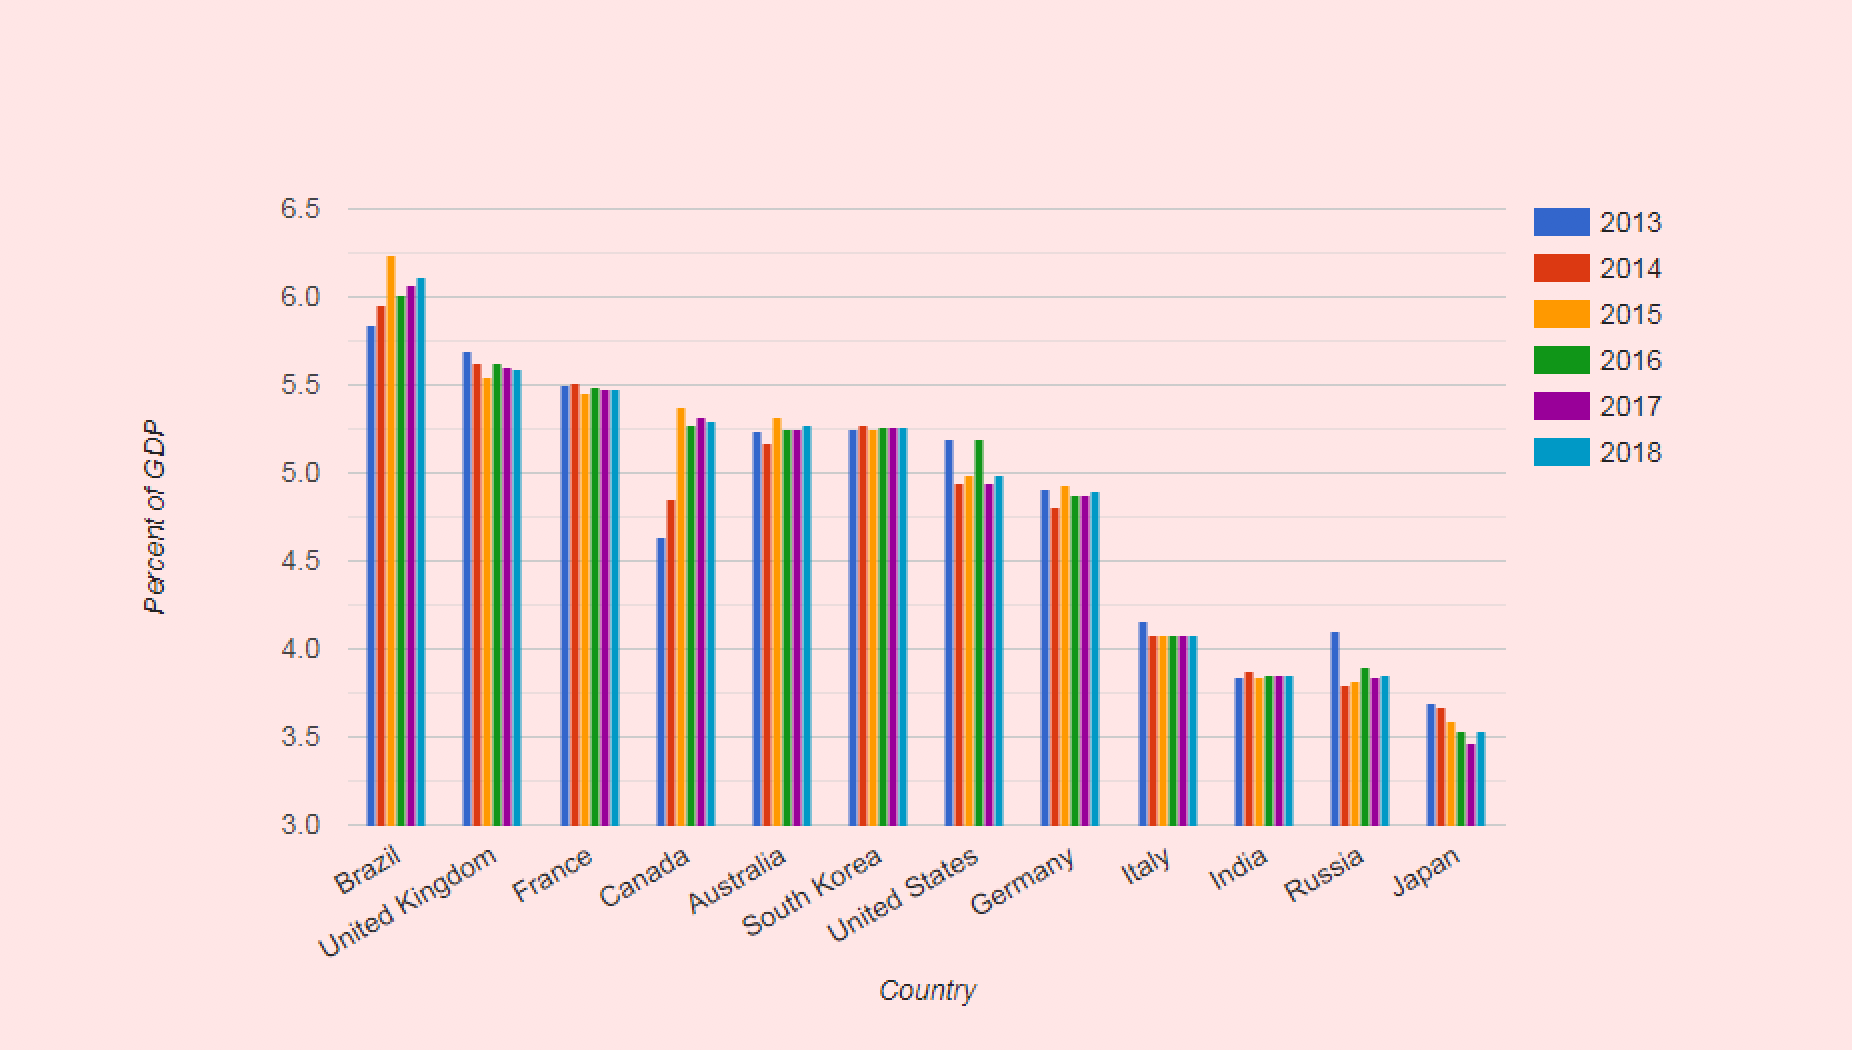 6.5
6.0
5.5
5.0
4.5
4.0
3.5
3.0
Percent of GDP
Brazil
United Kingdom
France
Canada
Australia
South Korea
United States
Germany
Italy
India
Russia
Japan
Country
2013
2014
2015
2016
2017
2018